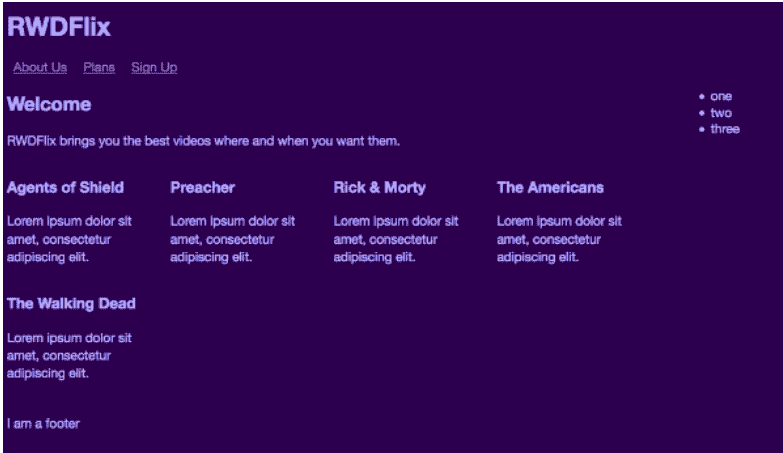 RWDFlix
About Us Plans Sign Up
Welcome
RWDFlix brings you the best videos where and when you want them.
one
two
three
Agents of Shield
Lorem ipsum dolor sit
amet, consectetur
adipiscing elit.
Preacher
Lorem ipsum dolor sit
amet, consectetur
adipiscing elit.
Rick & Morty
Lorem ipsum dolor sit
amet, consectetur
adipiscing elit.
The Americans
Lorem ipsum dolor sit
amet, consectetur
adipiscing elit.
The Walking Dead
Lorem ipsum dolor sit
amet, consectetur
adipiscing elit.
I am a footer